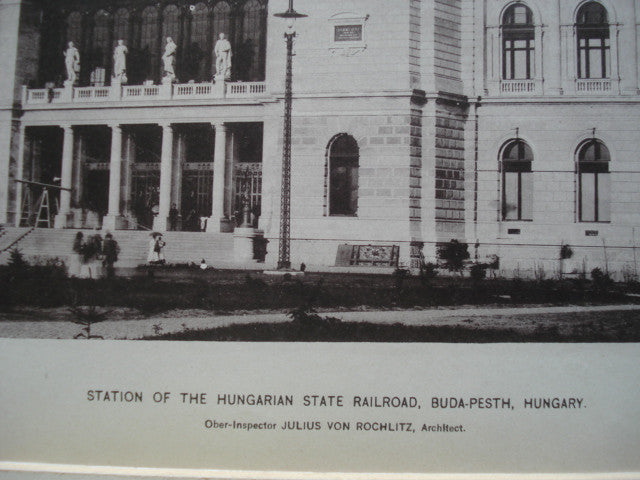 STATION OF THE HUNGARIAN STATE RAILROAD, BUDA-PESTH, HUNGARY.
Ober-Inspector JULIUS VON ROCHLITZ, Architect.